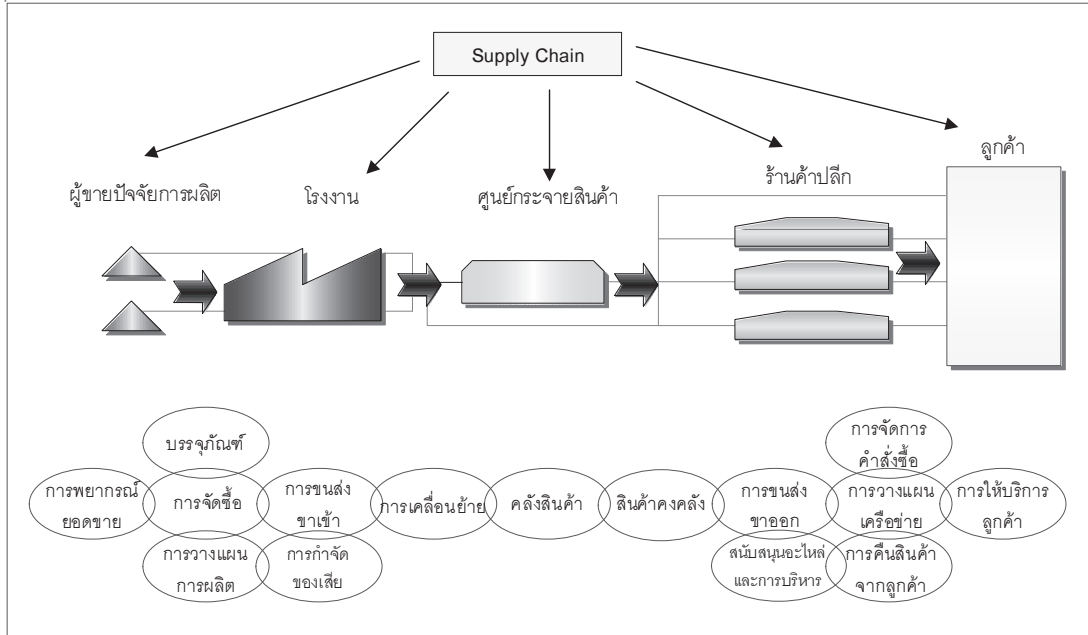 Supply Chain
ลูกค้า
ร้านค้าปลีก
ผู้ขายปัจจัยการผลิต
โรงงาน
ศูนย์กระจายสินค้า
บรรจุภัณฑ์
การจัดการ
คำสั่งซื้อ
การพยากรณ์
ยอดขาย
การจัดซื้อ
การขนส่ง
ขาเข้า
การเคลื่อนย้าย
คลังสินค้า
สินค้าคงคลัง
การขนส่ง
ขาออก
การวางแผน
เครือข่าย
การให้บริการ
ลูกค้า
การวางแผน
การผลิต
การกำจัด
ของเสีย
สนับสนุนอะไหล่
และการบริหาร
การคืนสินค้า
จากลูกค้า